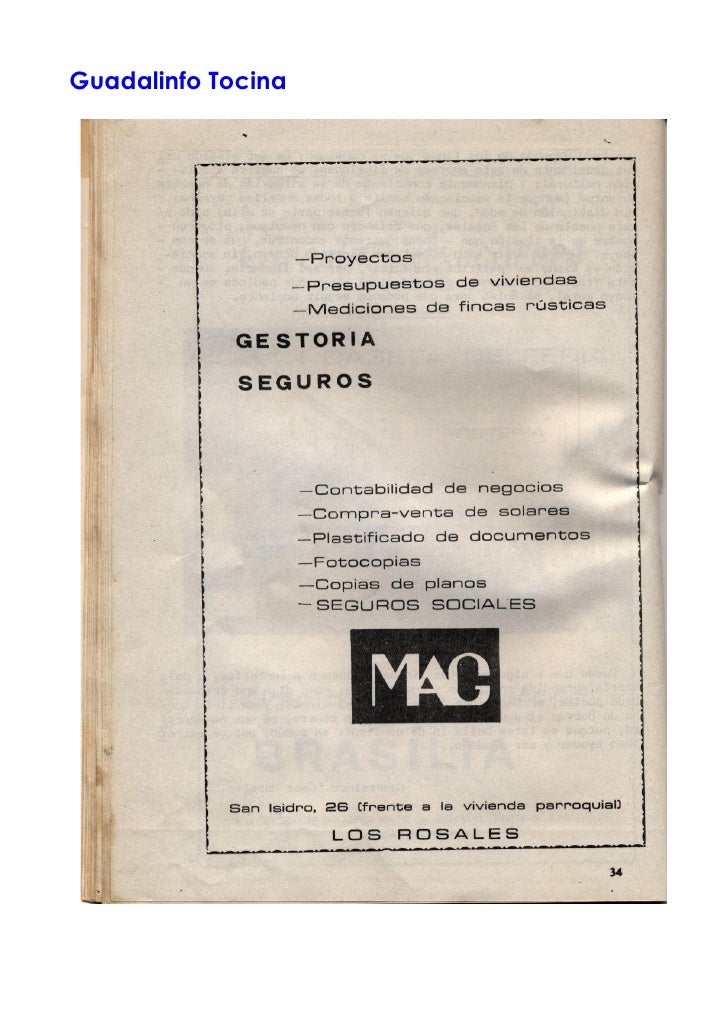 Guadalinfo Tocina
—Proyectos
—Presupuestos de viviendas
—Mediciones de fincas rústicas
GESTORIA
SEGUROS
—Contabilidad de negocios
—Compra-venta de solares
—Plastificado de documentos
—Fotocopias
—Copias de planos
—SEGUROS SOCIALES
MAG
San Isidro, 26 (frente a la vivienda parroquial)
LOS ROSALES
34